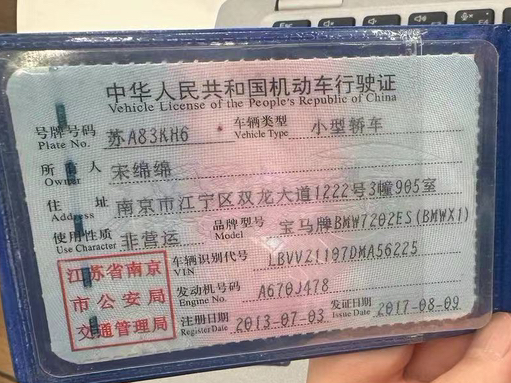 中华人民共和国机动车行驶证
Vehicle License of the People's Republic of China
号牌号码 苏A83KH6 车辆类型 小型轿车
Plate No. Vehicle Type
所有人 宋绵绵
Owner
住址 南京市江宁区双龙大道1222号3幢905室
Address
使用性质 非营运 品牌型号 宝马牌BMW7202ES(BMWX1)
Use Character Model
车辆识别代号 LBVVZ1107DMA56225
VIN
发动机号码 A670J478
Engine No.
注册日期 2013-07-03 发证日期 2017-08-09
Register Date Issue Date
江苏省南京
市公安局
交通管理局